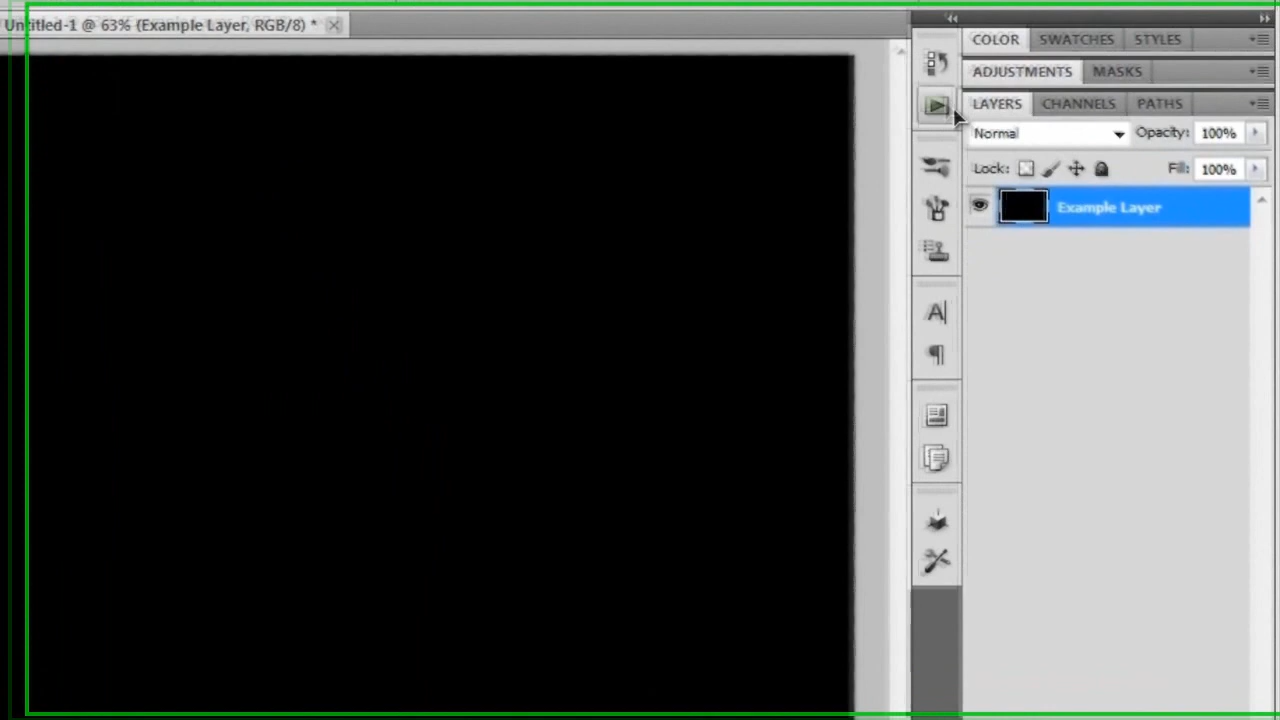 Untitled-1 @ 63% (Example Layer, RGB/8) *
COLOR SWATCHES STYLES
ADJUSTMENTS MASKS
LAYERS CHANNELS PATHS
Normal Opacity: 100%
Lock: Fill: 100%
Example Layer